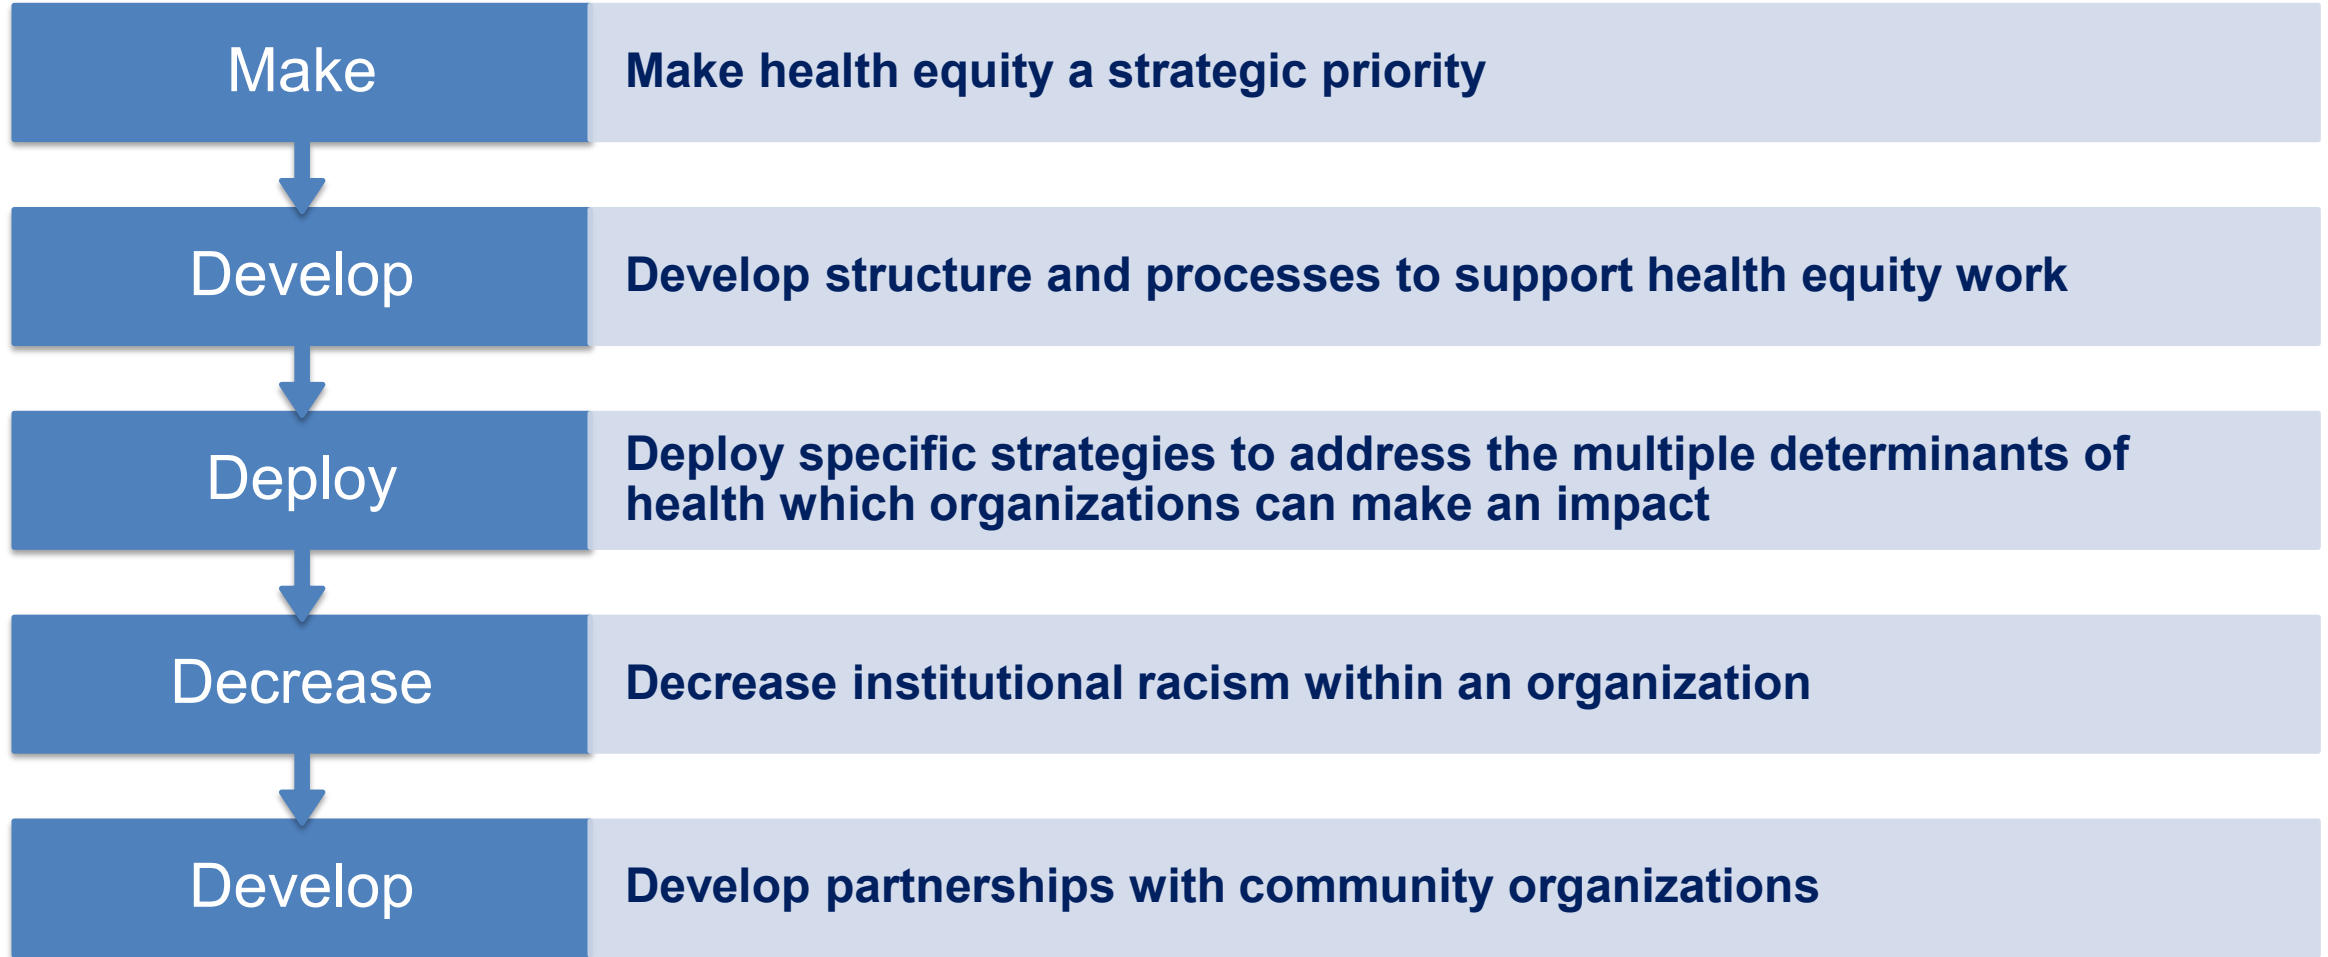 Make
Make health equity a strategic priority
Develop
Develop structure and processes to support health equity work
Deploy
Deploy specific strategies to address the multiple determinants of
health which organizations can make an impact
Decrease
Decrease institutional racism within an organization
Develop
Develop partnerships with community organizations